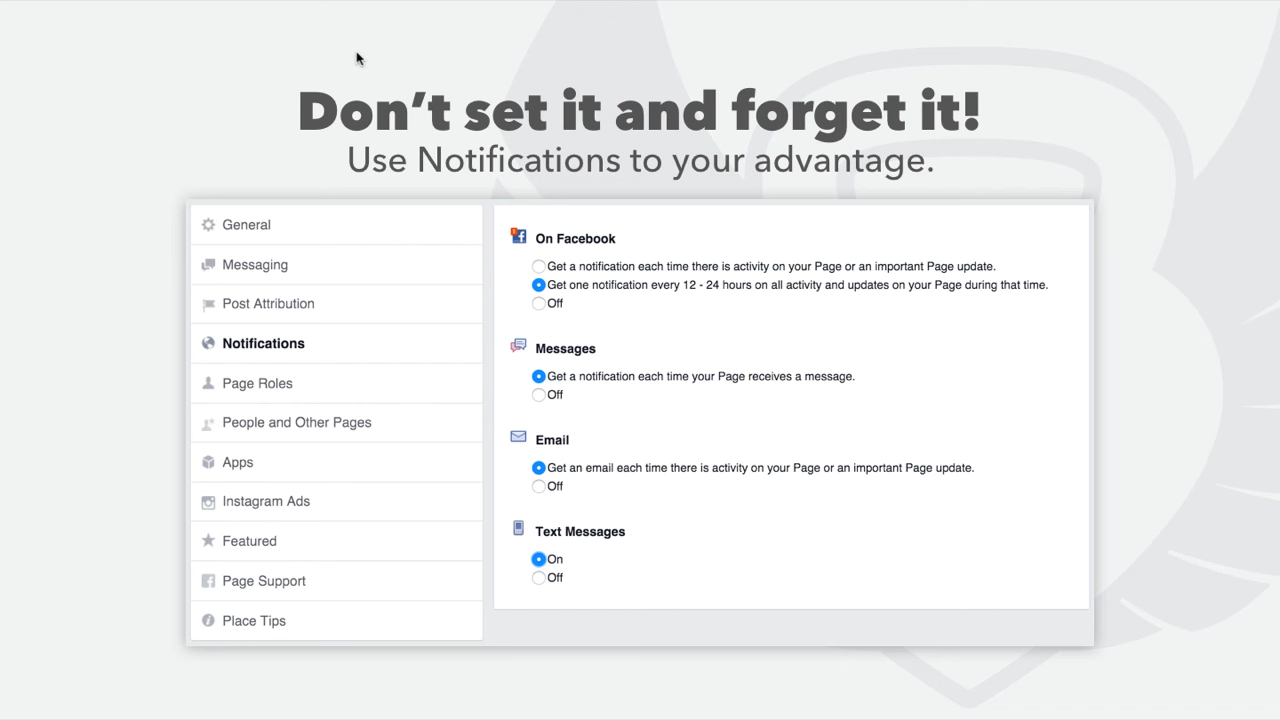 Don't set it and forget it!
Use Notifications to your advantage.
General
Messaging
Post Attribution
Notifications
Page Roles
People and Other Pages
Apps
Instagram Ads
Featured
Page Support
Place Tips
On Facebook
Get a notification each time there is activity on your Page or an important Page update.
Get one notification every 12 - 24 hours on all activity and updates on your Page during that time.
Off
Messages
Get a notification each time your Page receives a message.
Off
Email
Get an email each time there is activity on your Page or an important Page update.
Off
Text Messages
On
Off